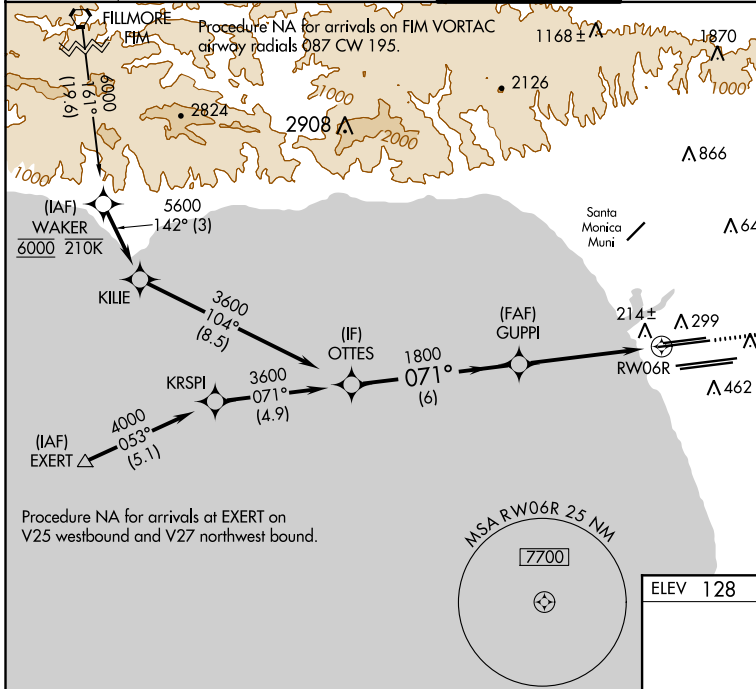 FILLMORE
FIM
Procedure NA for arrivals on FIM VORTAC
airway radials 087 CW 195.
1168 ±
1870
1000
2126
1000
6000
161°
(19.6)
2824
2908
2000
1000
866
(IAF)
WAKER
6000 210K
5600
142° (3)
Santa
Monica
Muni
64
KILIE
3600
104°
(8.5)
(IF)
OTTES
(FAF)
GUPPI
214 ±
299
RW06R
462
1800
071°
(6)
KRSPI
3600
071°
(4.9)
4000
053°
(5.1)
(IAF)
EXERT
Procedure NA for arrivals at EXERT on
V25 westbound and V27 northwest bound.
MSA RW06R 25 NM
7700
ELEV 128